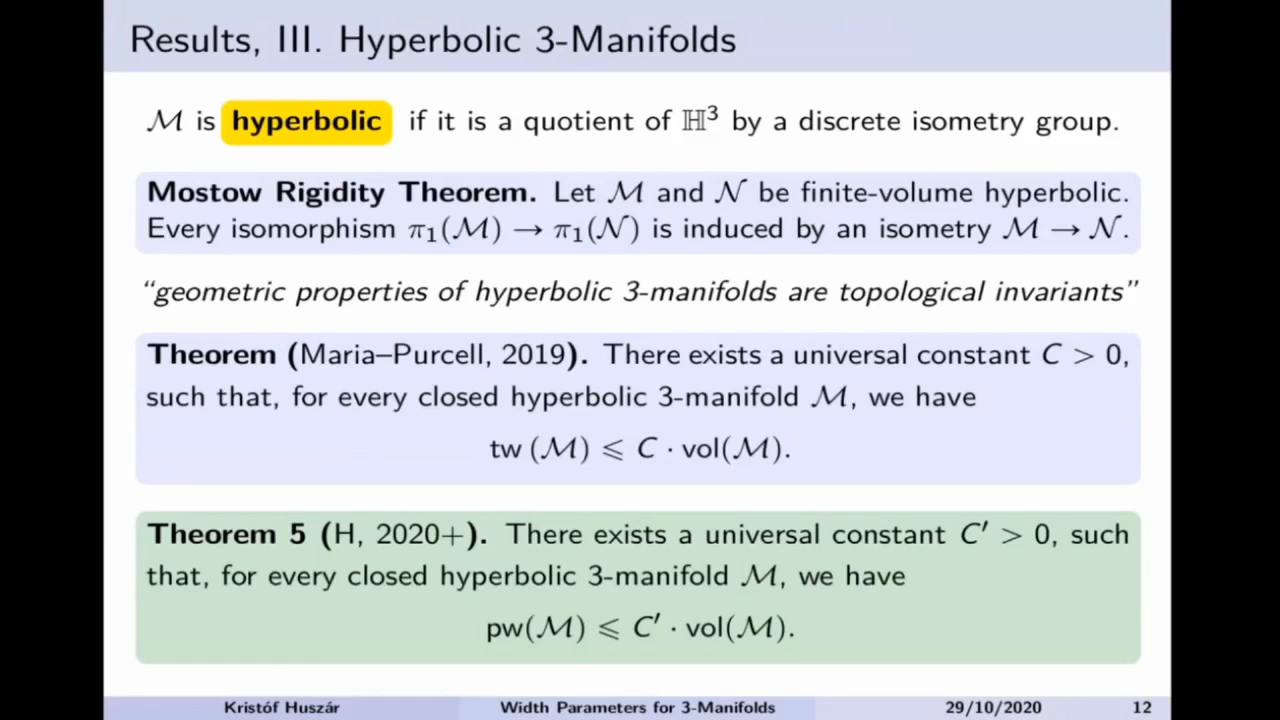 Results, III. Hyperbolic 3-Manifolds
ℳ is hyperbolic if it is a quotient of ℍ³ by a discrete isometry group.
Mostow Rigidity Theorem. Let ℳ and 𝒩 be finite-volume hyperbolic.
Every isomorphism π₁(ℳ) → π₁(𝒩) is induced by an isometry ℳ → 𝒩.
“geometric properties of hyperbolic 3-manifolds are topological invariants”
Theorem (Maria–Purcell, 2019). There exists a universal constant C > 0,
such that, for every closed hyperbolic 3-manifold ℳ, we have
tw (ℳ) ⩽ C · vol(ℳ).
Theorem 5 (H, 2020+). There exists a universal constant C′ > 0, such
that, for every closed hyperbolic 3-manifold ℳ, we have
pw(ℳ) ⩽ C′ · vol(ℳ).
Kristóf Huszár Width Parameters for 3-Manifolds 29/10/2020 12